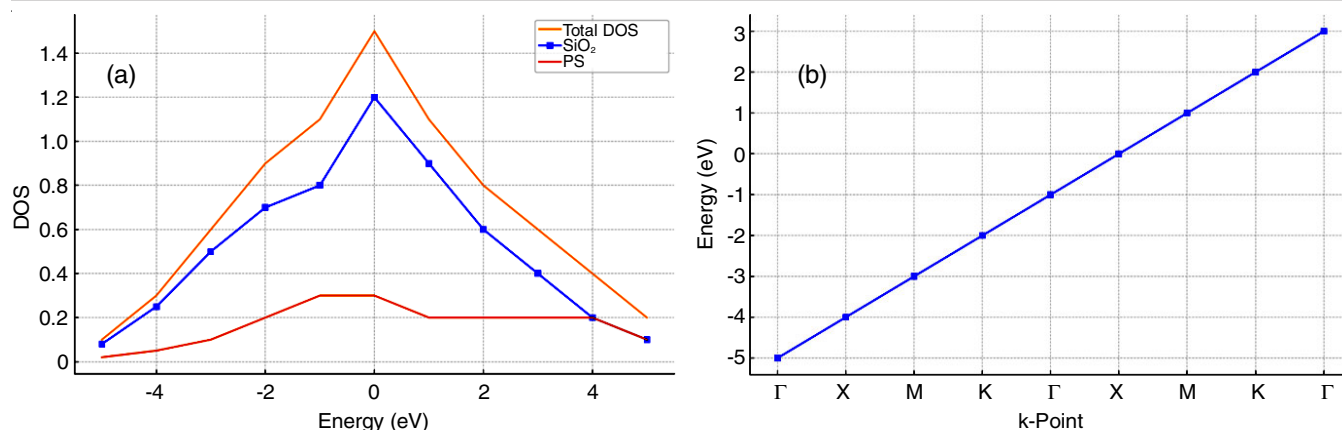 (a)
Total DOS
SiO₂
PS
DOS
1.4
1.2
1.0
0.8
0.6
0.4
0.2
0
-4
-2
0
2
4
Energy (eV)
(b)
Energy (eV)
3
2
1
0
-1
-2
-3
-4
-5
Γ X M K Γ X M K Γ
k-Point